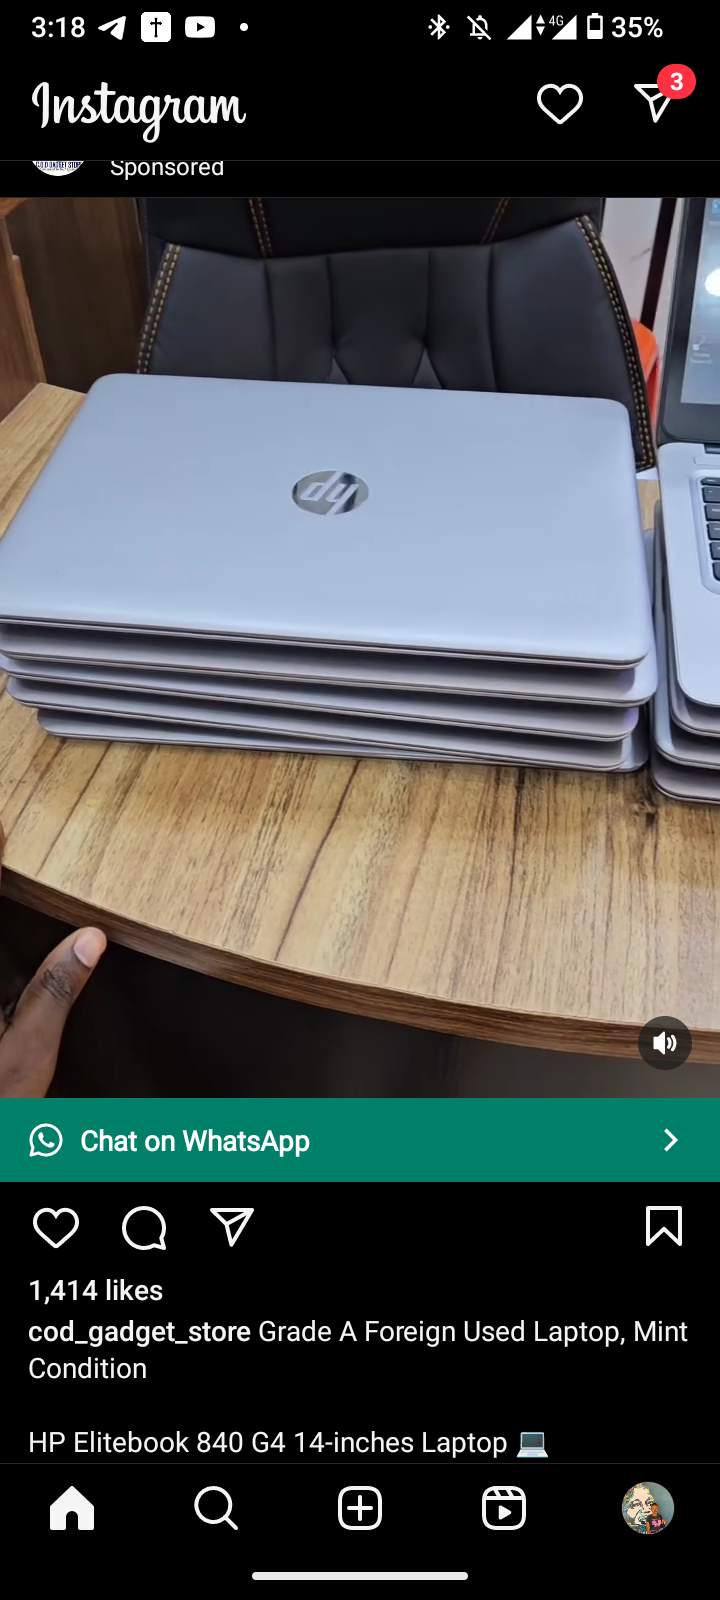 3:18
4G
35%
Instagram
3
Sponsored
hp
Chat on WhatsApp
1,414 likes
cod_gadget_store Grade A Foreign Used Laptop, Mint
Condition
HP Elitebook 840 G4 14-inches Laptop 💻